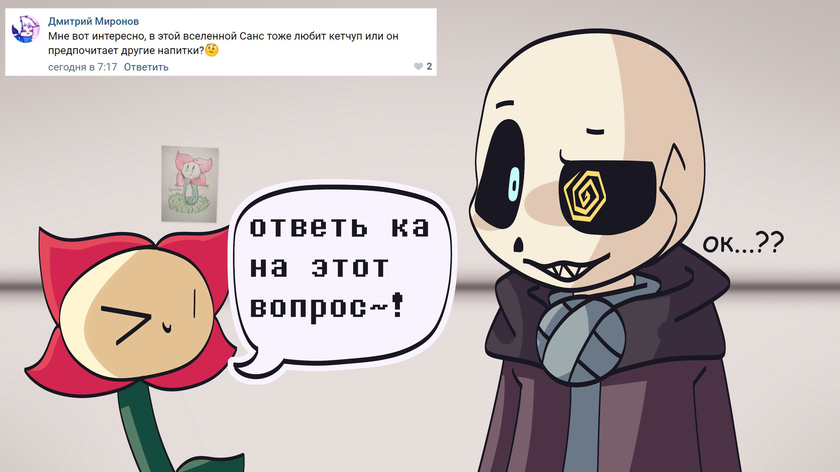 Дмитрий Миронов
Мне вот интересно, в этой вселенной Санс тоже любит кетчуп или он
предпочитает другие напитки?🤨
сегодня в 7:17 Ответить
2
ответь ка
на этот
вопрос~!
ок...??